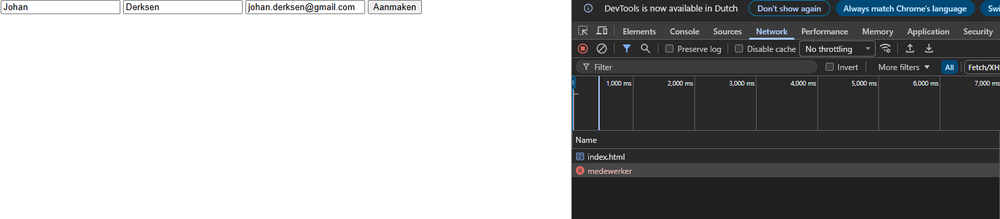 Johan Derksen johan.derksen@gmail.com Aanmaken
DevTools is now available in Dutch Don't show again Always match Chrome's language Swi
Elements Console Sources Network Performance Memory Application Security
Preserve log Disable cache No throttling
Filter Invert More filters All Fetch/XH
1,000 ms 2,000 ms 3,000 ms 4,000 ms 5,000 ms 6,000 ms 7,000 ms
Name
index.html
medewerker